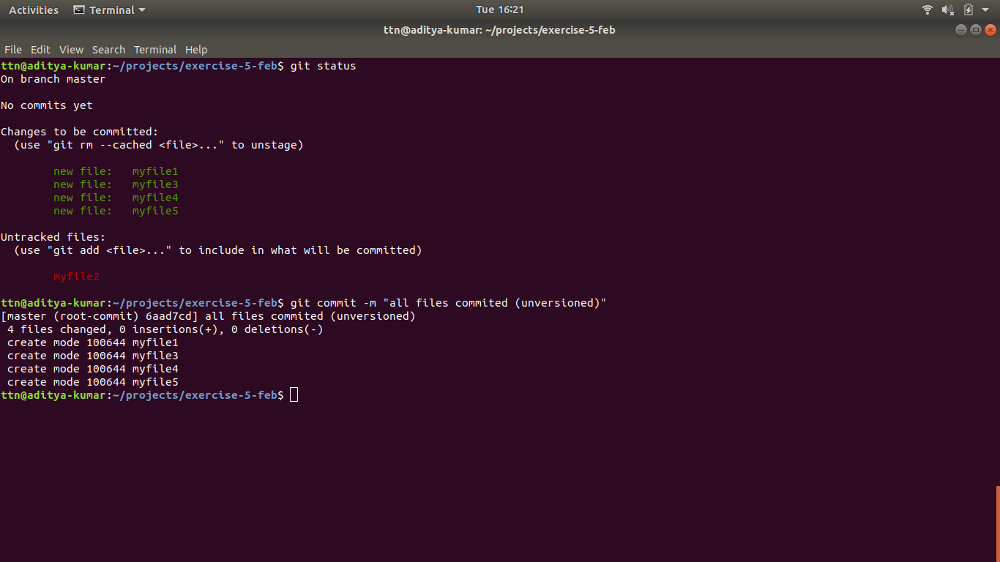 Activities Terminal Tue 16:21
ttn@aditya-kumar: ~/projects/exercise-5-feb
File Edit View Search Terminal Help
ttn@aditya-kumar:~/projects/exercise-5-feb$ git status
On branch master
No commits yet
Changes to be committed:
  (use "git rm --cached <file>..." to unstage)
        new file:   myfile1
        new file:   myfile3
        new file:   myfile4
        new file:   myfile5
Untracked files:
  (use "git add <file>..." to include in what will be committed)
        myfile2
ttn@aditya-kumar:~/projects/exercise-5-feb$ git commit -m "all files commited (unversioned)"
[master (root-commit) 6aad7cd] all files commited (unversioned)
 4 files changed, 0 insertions(+), 0 deletions(-)
 create mode 100644 myfile1
 create mode 100644 myfile3
 create mode 100644 myfile4
 create mode 100644 myfile5
ttn@aditya-kumar:~/projects/exercise-5-feb$